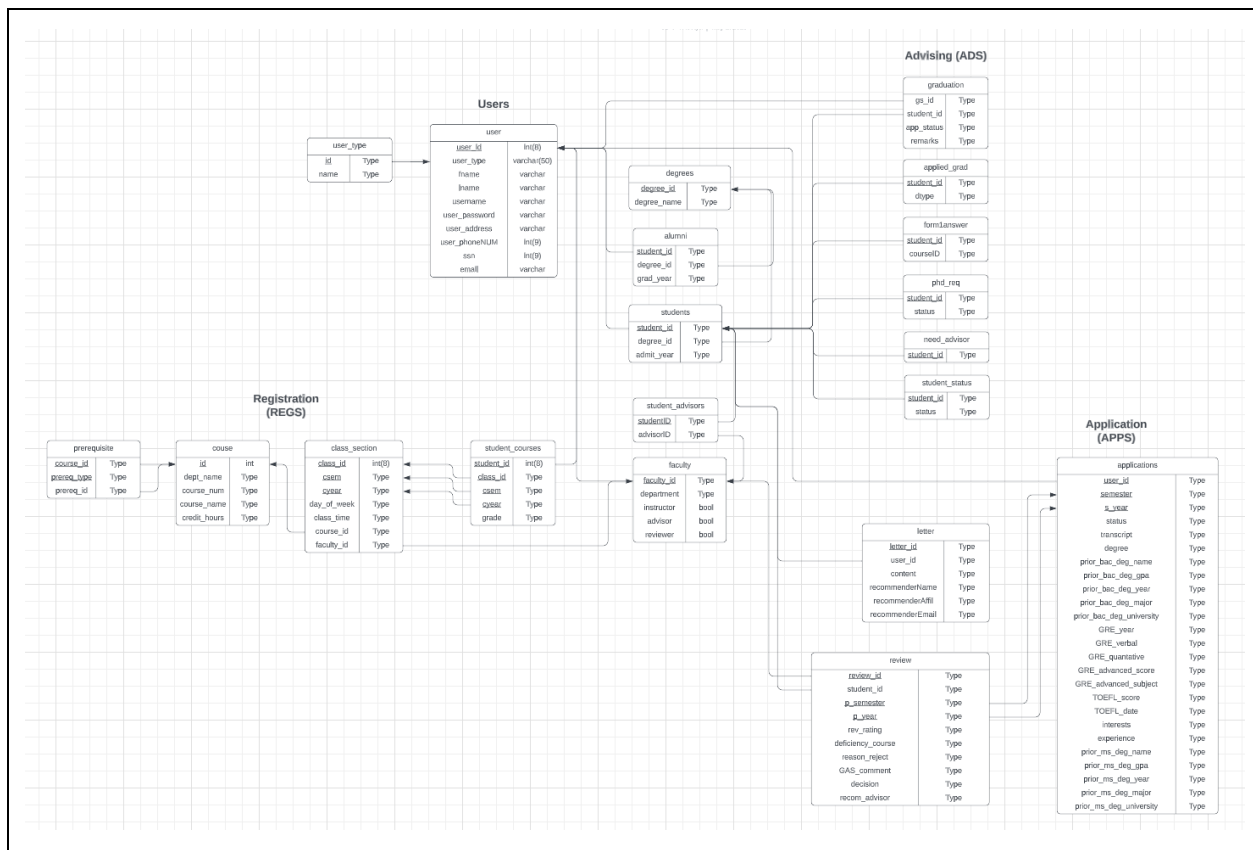 Advising (ADS)
graduation
gs_id Type
student_id Type
app_status Type
remarks Type
applied_grad
student_id Type
dtype Type
form1answer
student_id Type
courseID Type
phd_req
student_id Type
status Type
need_advisor
student_id Type
student_status
student_id Type
status Type
Users
user_type
id Type
name Type
user
user_Id Int(8)
user_type varchar(50)
fname varchar
lname varchar
username varchar
user_password varchar
user_address varchar
user_phoneNUM Int(9)
ssn Int(9)
email varchar
degrees
degree_id Type
degree_name Type
alumni
student_id Type
degree_id Type
grad_year Type
students
student_id Type
degree_id Type
admit_year Type
student_advisors
studentID Type
advisorID Type
faculty
faculty_id Type
department Type
instructor bool
advisor bool
reviewer bool
Registration
(REGS)
prerequisite
course_id Type
prereq_type Type
prereq_id Type
couse
id int
dept_name Type
course_num Type
course_name Type
credit_hours Type
class_section
class_id int(8)
csem Type
cyear Type
day_of_week Type
class_time Type
course_id Type
faculty_id Type
student_courses
student_id int(8)
class_id Type
csem Type
cyear Type
grade Type
Application
(APPS)
applications
user_id Type
semester Type
s_year Type
status Type
transcript Type
degree Type
prior_bac_deg_name Type
prior_bac_deg_gpa Type
prior_bac_deg_year Type
prior_bac_deg_major Type
prior_bac_deg_university Type
GRE_year Type
GRE_verbal Type
GRE_quantative Type
GRE_advanced_score Type
GRE_advanced_subject Type
TOEFL_score Type
TOEFL_date Type
interests Type
experience Type
prior_ms_deg_name Type
prior_ms_deg_gpa Type
prior_ms_deg_year Type
prior_ms_deg_major Type
prior_ms_deg_university Type
letter
letter_id Type
user_id Type
content Type
recommenderName Type
recommenderAffil Type
recommenderEmail Type
review
review_id Type
student_id Type
p_semester Type
p_year Type
rev_rating Type
deficiency_course Type
reason_reject Type
GAS_comment Type
decision Type
recom_advisor Type